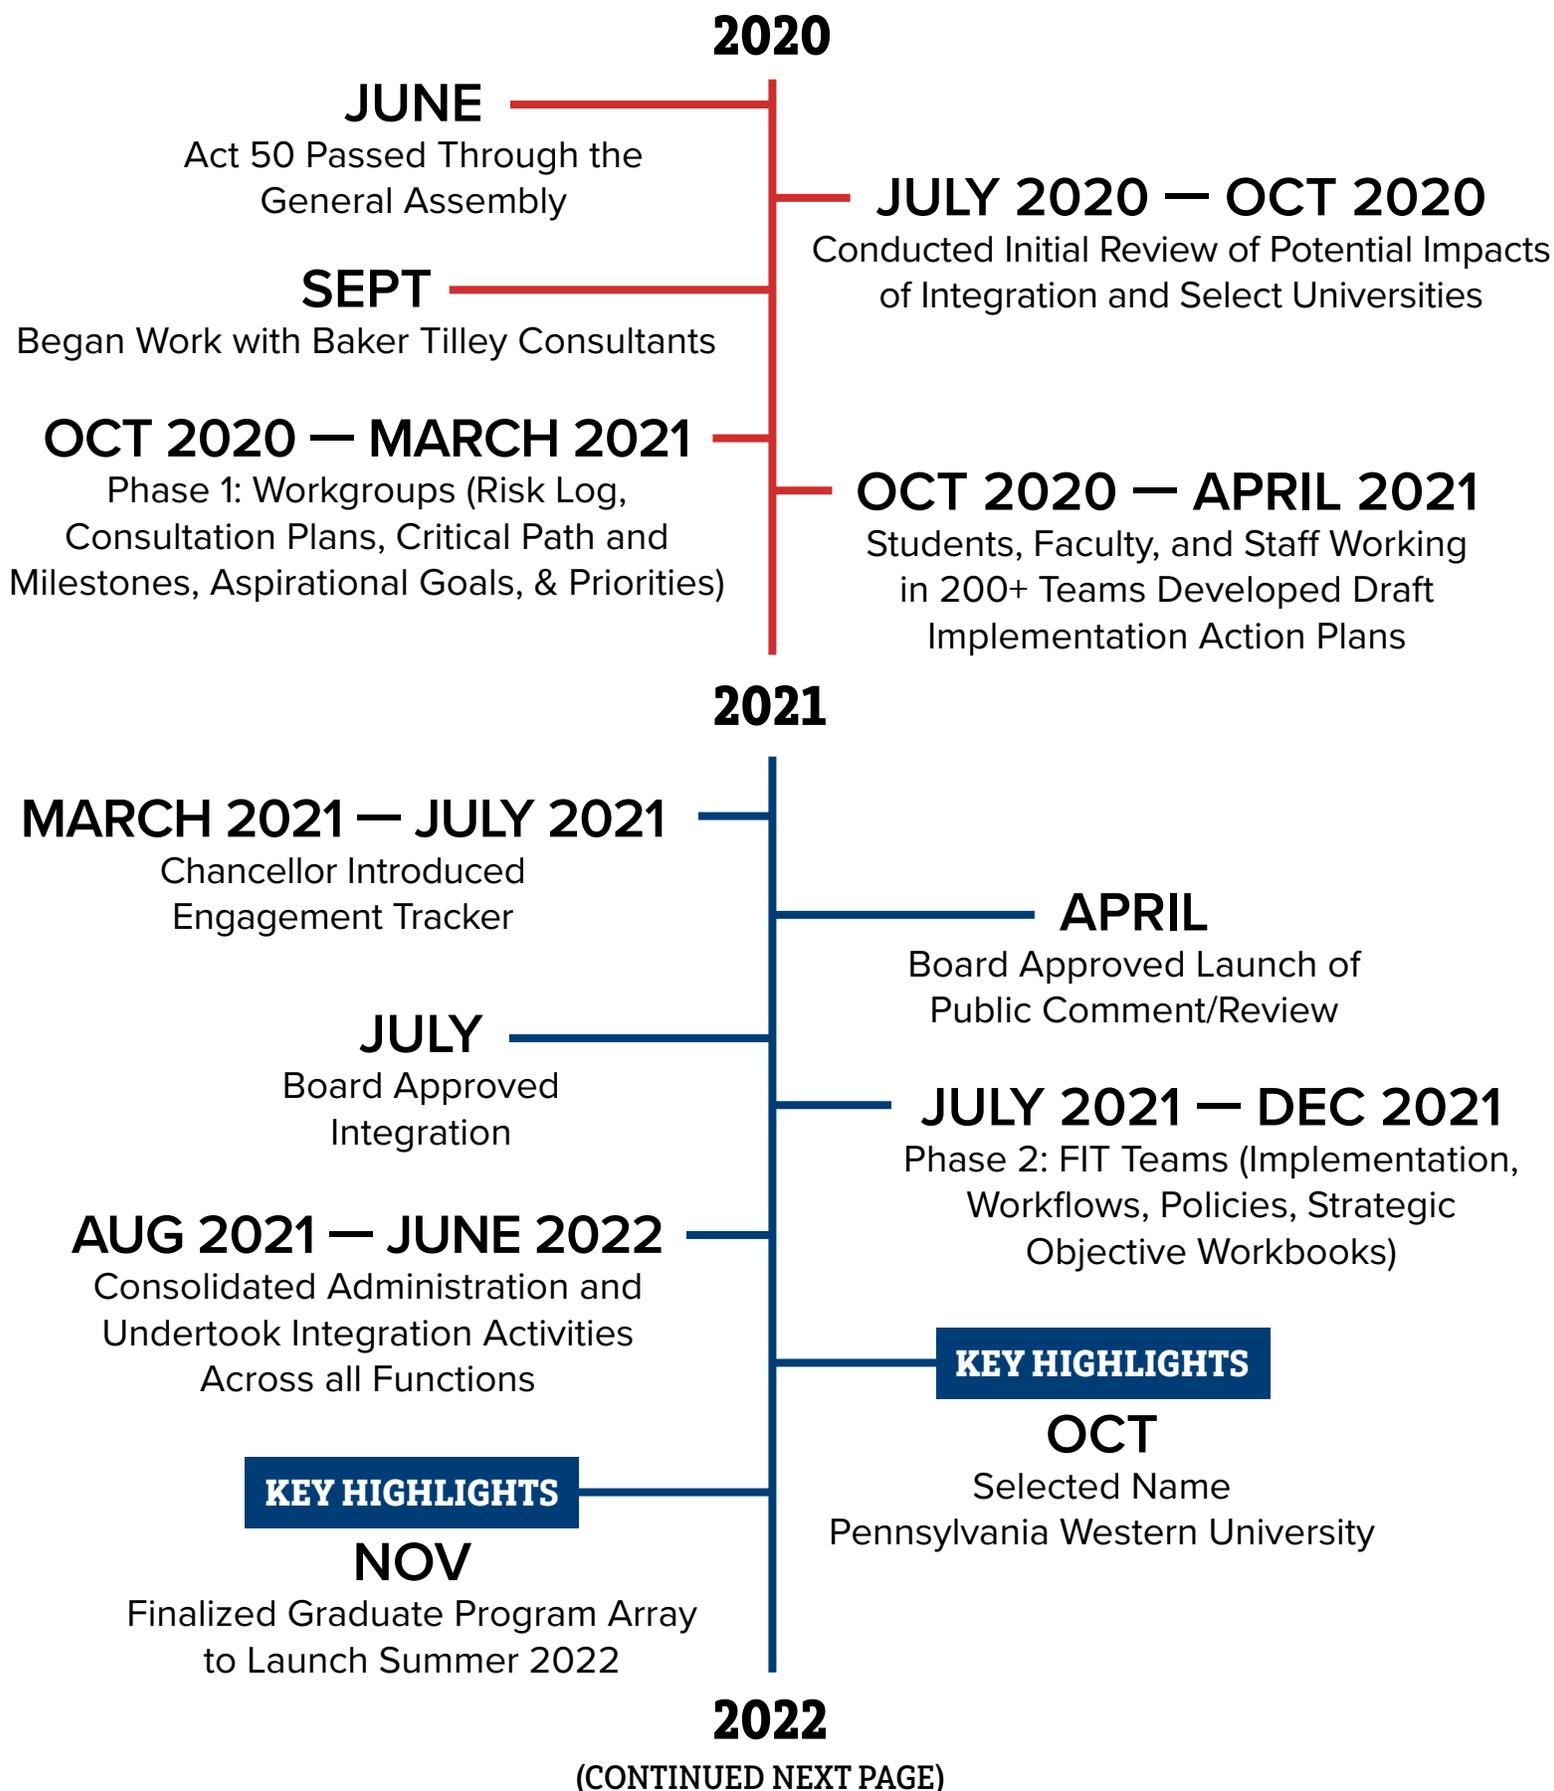 2020
JUNE
Act 50 Passed Through the
General Assembly
JULY 2020 — OCT 2020
Conducted Initial Review of Potential Impacts
of Integration and Select Universities
SEPT
Began Work with Baker Tilley Consultants
OCT 2020 — MARCH 2021
Phase 1: Workgroups (Risk Log,
Consultation Plans, Critical Path and
Milestones, Aspirational Goals, & Priorities)
OCT 2020 — APRIL 2021
Students, Faculty, and Staff Working
in 200+ Teams Developed Draft
Implementation Action Plans
2021
MARCH 2021 — JULY 2021
Chancellor Introduced
Engagement Tracker
APRIL
Board Approved Launch of
Public Comment/Review
JULY
Board Approved
Integration
JULY 2021 — DEC 2021
Phase 2: FIT Teams (Implementation,
Workflows, Policies, Strategic
Objective Workbooks)
AUG 2021 — JUNE 2022
Consolidated Administration and
Undertook Integration Activities
Across all Functions
KEY HIGHLIGHTS
OCT
Selected Name
Pennsylvania Western University
KEY HIGHLIGHTS
NOV
Finalized Graduate Program Array
to Launch Summer 2022
2022
(CONTINUED NEXT PAGE)